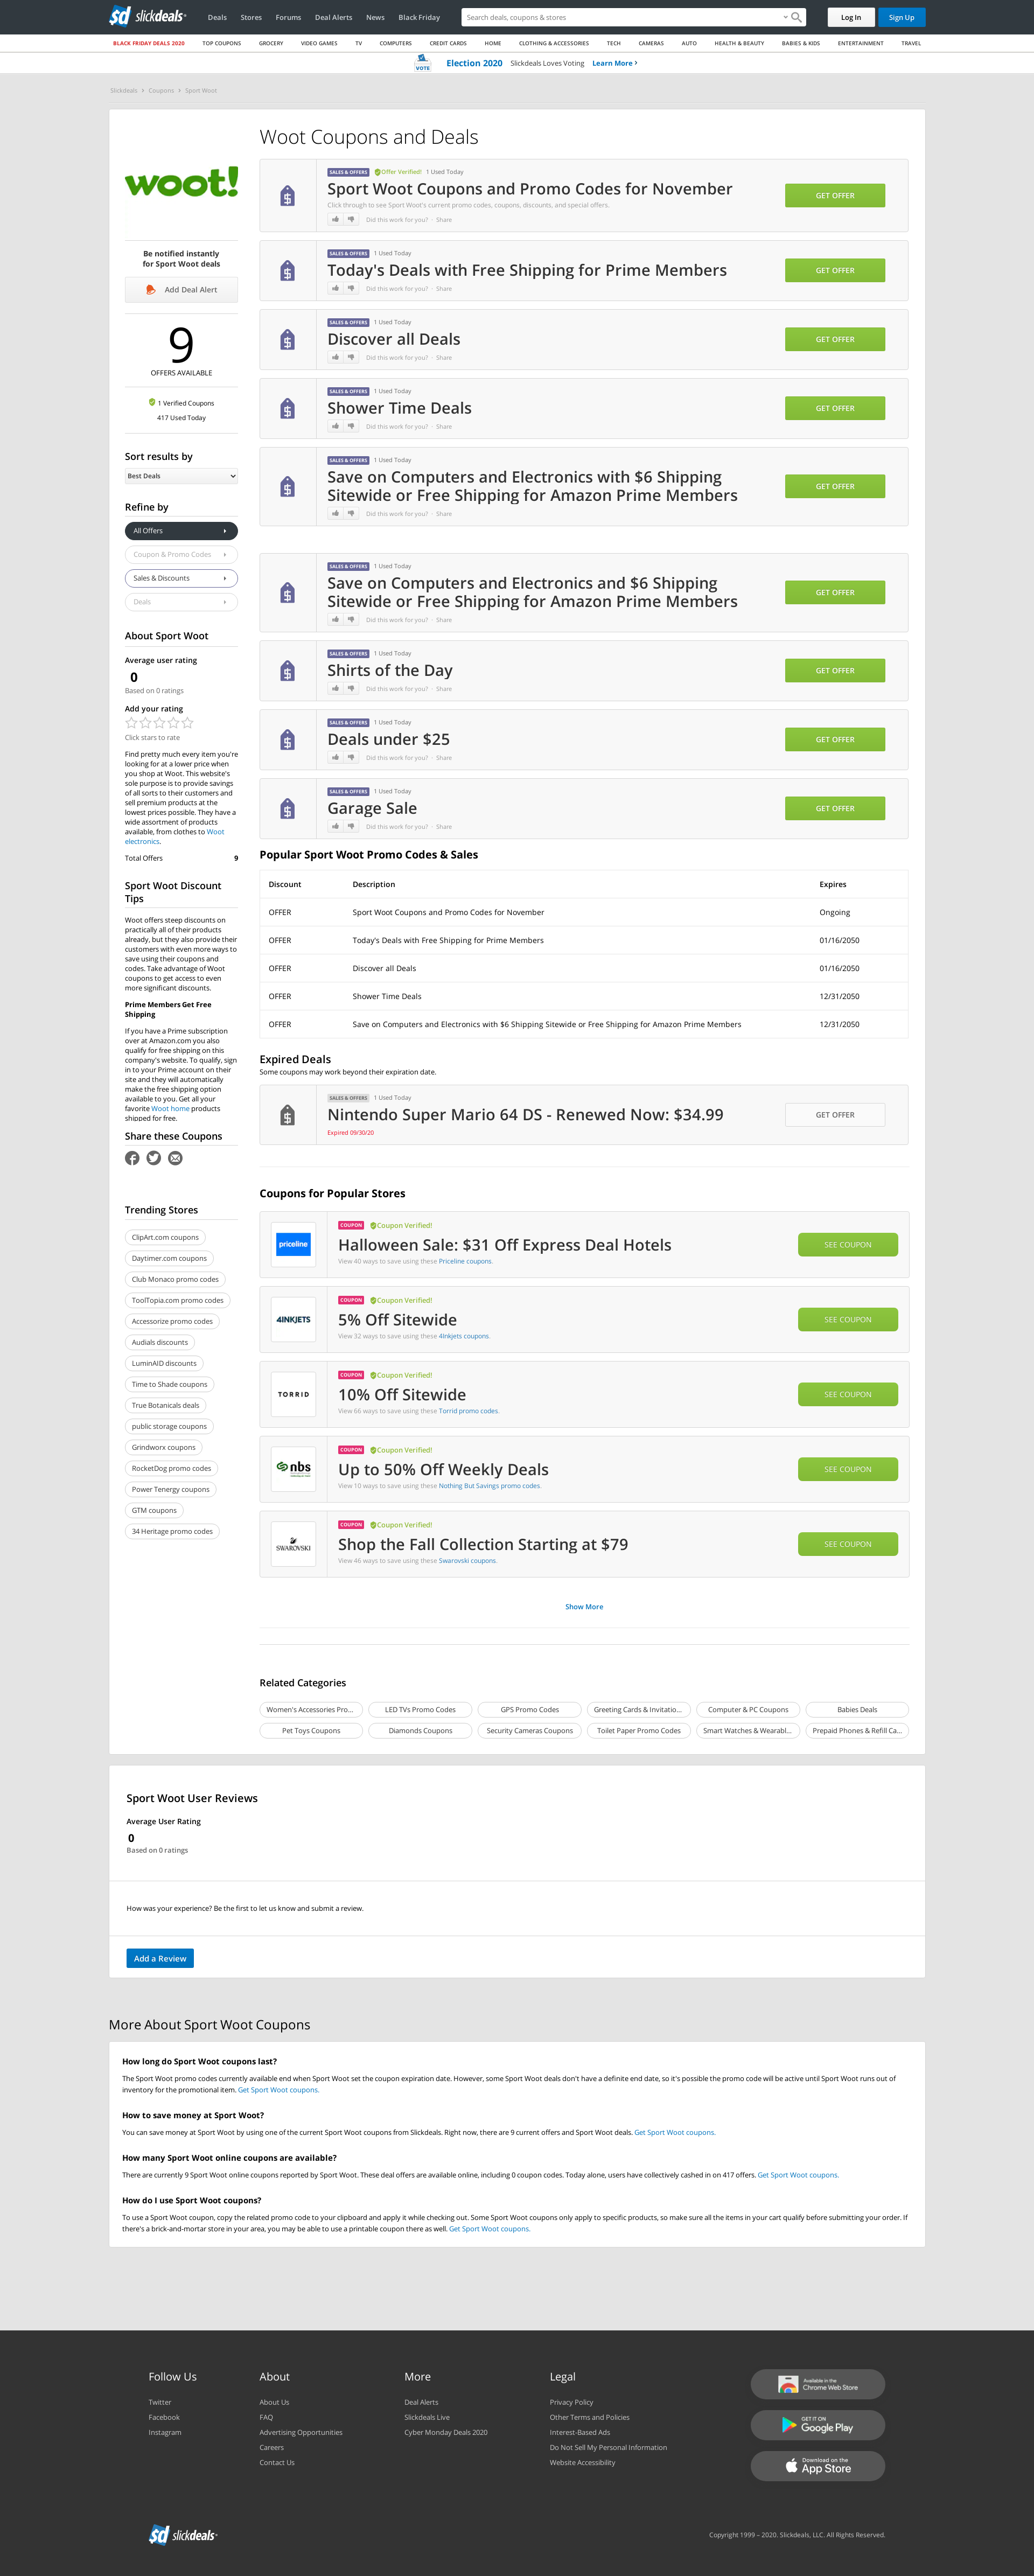 slickdeals
Deals Stores Forums Deal Alerts News Black Friday
Search deals, coupons & stores
Log In
Sign Up
BLACK FRIDAY DEALS 2020 TOP COUPONS GROCERY VIDEO GAMES TV COMPUTERS CREDIT CARDS HOME CLOTHING & ACCESSORIES TECH CAMERAS AUTO HEALTH & BEAUTY BABIES & KIDS ENTERTAINMENT TRAVEL
VOTE Election 2020 Slickdeals Loves Voting Learn More ›
Slickdeals › Coupons › Sport Woot
woot!
Be notified instantly
for Sport Woot deals
Add Deal Alert
9
OFFERS AVAILABLE
1 Verified Coupons
417 Used Today
Sort results by
Best Deals
Refine by
All Offers
Coupon & Promo Codes
Sales & Discounts
Deals
About Sport Woot
Average user rating
0
Based on 0 ratings
Add your rating
Click stars to rate
Find pretty much every item you're
looking for at a lower price when
you shop at Woot. This website's
sole purpose is to provide savings
of all sorts to their customers and
sell premium products at the
lowest prices possible. They have a
wide assortment of products
available, from clothes to Woot
electronics.
Total Offers 9
Sport Woot Discount
Tips
Woot offers steep discounts on
practically all of their products
already, but they also provide their
customers with even more ways to
save using their coupons and
codes. Take advantage of Woot
coupons to get access to even
more significant discounts.
Prime Members Get Free
Shipping
If you have a Prime subscription
over at Amazon.com you also
qualify for free shipping on this
company's website. To qualify, sign
in to your Prime account on their
site and they will automatically
make the free shipping option
available to you. Get all your
favorite Woot home products
shipped for free.
Share these Coupons
Trending Stores
ClipArt.com coupons
Daytimer.com coupons
Club Monaco promo codes
ToolTopia.com promo codes
Accessorize promo codes
Audials discounts
LuminAID discounts
Time to Shade coupons
True Botanicals deals
public storage coupons
Grindworx coupons
RocketDog promo codes
Power Tenergy coupons
GTM coupons
34 Heritage promo codes
Woot Coupons and Deals
SALES & OFFERS Offer Verified! 1 Used Today
Sport Woot Coupons and Promo Codes for November
Click through to see Sport Woot's current promo codes, coupons, discounts, and special offers.
Did this work for you? · Share
GET OFFER
SALES & OFFERS 1 Used Today
Today's Deals with Free Shipping for Prime Members
Did this work for you? · Share
GET OFFER
SALES & OFFERS 1 Used Today
Discover all Deals
Did this work for you? · Share
GET OFFER
SALES & OFFERS 1 Used Today
Shower Time Deals
Did this work for you? · Share
GET OFFER
SALES & OFFERS 1 Used Today
Save on Computers and Electronics with $6 Shipping
Sitewide or Free Shipping for Amazon Prime Members
Did this work for you? · Share
GET OFFER
SALES & OFFERS 1 Used Today
Save on Computers and Electronics and $6 Shipping
Sitewide or Free Shipping for Amazon Prime Members
Did this work for you? · Share
GET OFFER
SALES & OFFERS 1 Used Today
Shirts of the Day
Did this work for you? · Share
GET OFFER
SALES & OFFERS 1 Used Today
Deals under $25
Did this work for you? · Share
GET OFFER
SALES & OFFERS 1 Used Today
Garage Sale
Did this work for you? · Share
GET OFFER
Popular Sport Woot Promo Codes & Sales
Discount Description Expires
OFFER Sport Woot Coupons and Promo Codes for November Ongoing
OFFER Today's Deals with Free Shipping for Prime Members 01/16/2050
OFFER Discover all Deals 01/16/2050
OFFER Shower Time Deals 12/31/2050
OFFER Save on Computers and Electronics with $6 Shipping Sitewide or Free Shipping for Amazon Prime Members 12/31/2050
Expired Deals
Some coupons may work beyond their expiration date.
SALES & OFFERS 1 Used Today
Nintendo Super Mario 64 DS - Renewed Now: $34.99
Expired 09/30/20
GET OFFER
Coupons for Popular Stores
priceline
COUPON Coupon Verified!
Halloween Sale: $31 Off Express Deal Hotels
View 40 ways to save using these Priceline coupons.
SEE COUPON
4INKJETS
COUPON Coupon Verified!
5% Off Sitewide
View 32 ways to save using these 4Inkjets coupons.
SEE COUPON
TORRID
COUPON Coupon Verified!
10% Off Sitewide
View 66 ways to save using these Torrid promo codes.
SEE COUPON
nbs
COUPON Coupon Verified!
Up to 50% Off Weekly Deals
View 10 ways to save using these Nothing But Savings promo codes.
SEE COUPON
SWAROVSKI
COUPON Coupon Verified!
Shop the Fall Collection Starting at $79
View 46 ways to save using these Swarovski coupons.
SEE COUPON
Show More
Related Categories
Women's Accessories Pro... LED TVs Promo Codes GPS Promo Codes Greeting Cards & Invitatio... Computer & PC Coupons Babies Deals
Pet Toys Coupons Diamonds Coupons Security Cameras Coupons Toilet Paper Promo Codes Smart Watches & Wearabl... Prepaid Phones & Refill Ca...
Sport Woot User Reviews
Average User Rating
0
Based on 0 ratings
How was your experience? Be the first to let us know and submit a review.
Add a Review
More About Sport Woot Coupons
How long do Sport Woot coupons last?
The Sport Woot promo codes currently available end when Sport Woot set the coupon expiration date. However, some Sport Woot deals don't have a definite end date, so it's possible the promo code will be active until Sport Woot runs out of
inventory for the promotional item. Get Sport Woot coupons.
How to save money at Sport Woot?
You can save money at Sport Woot by using one of the current Sport Woot coupons from Slickdeals. Right now, there are 9 current offers and Sport Woot deals. Get Sport Woot coupons.
How many Sport Woot online coupons are available?
There are currently 9 Sport Woot online coupons reported by Sport Woot. These deal offers are available online, including 0 coupon codes. Today alone, users have collectively cashed in on 417 offers. Get Sport Woot coupons.
How do I use Sport Woot coupons?
To use a Sport Woot coupon, copy the related promo code to your clipboard and apply it while checking out. Some Sport Woot coupons only apply to specific products, so make sure all the items in your cart qualify before submitting your order. If
there's a brick-and-mortar store in your area, you may be able to use a printable coupon there as well. Get Sport Woot coupons.
Follow Us
Twitter
Facebook
Instagram
About
About Us
FAQ
Advertising Opportunities
Careers
Contact Us
More
Deal Alerts
Slickdeals Live
Cyber Monday Deals 2020
Legal
Privacy Policy
Other Terms and Policies
Interest-Based Ads
Do Not Sell My Personal Information
Website Accessibility
Available in the
Chrome Web Store
GET IT ON
Google Play
Download on the
App Store
slickdeals
Copyright 1999 – 2020. Slickdeals, LLC. All Rights Reserved.